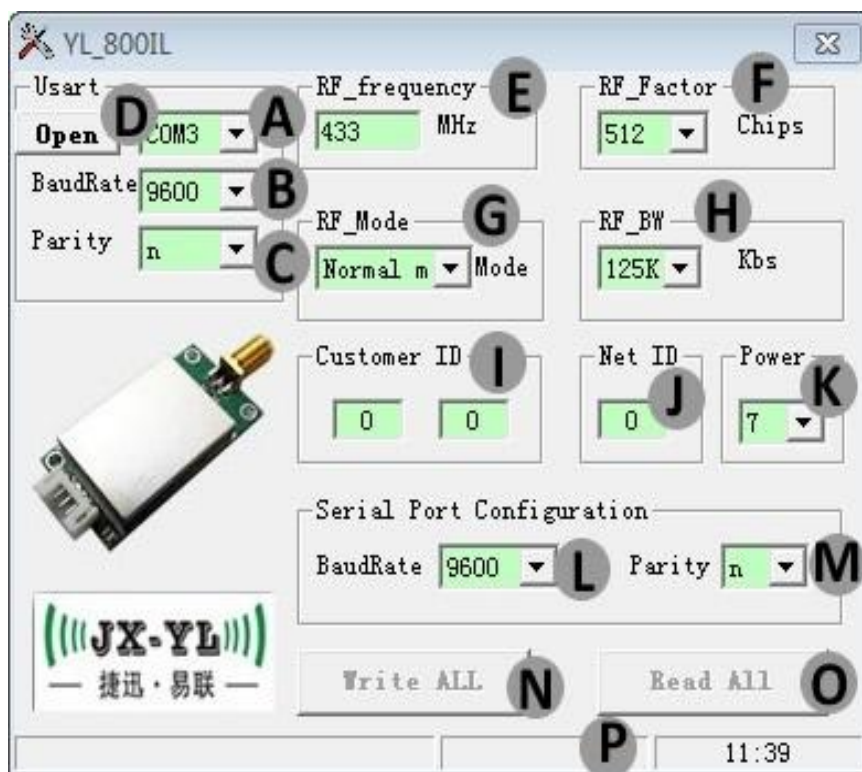 YL_800IL
Usart
Open D COM3 A
BaudRate 9600 B
Parity n C
RF_frequency E
433 MHz
RF_Factor F
512 Chips
RF_Mode G
Normal m Mode
RF_BW H
125K Kbs
Customer ID I
0 0
Net ID J
0
Power K
7
Serial Port Configuration
BaudRate 9600 L Parity n M
JX-YL
捷迅·易联
Write ALL N Read All O
P 11:39